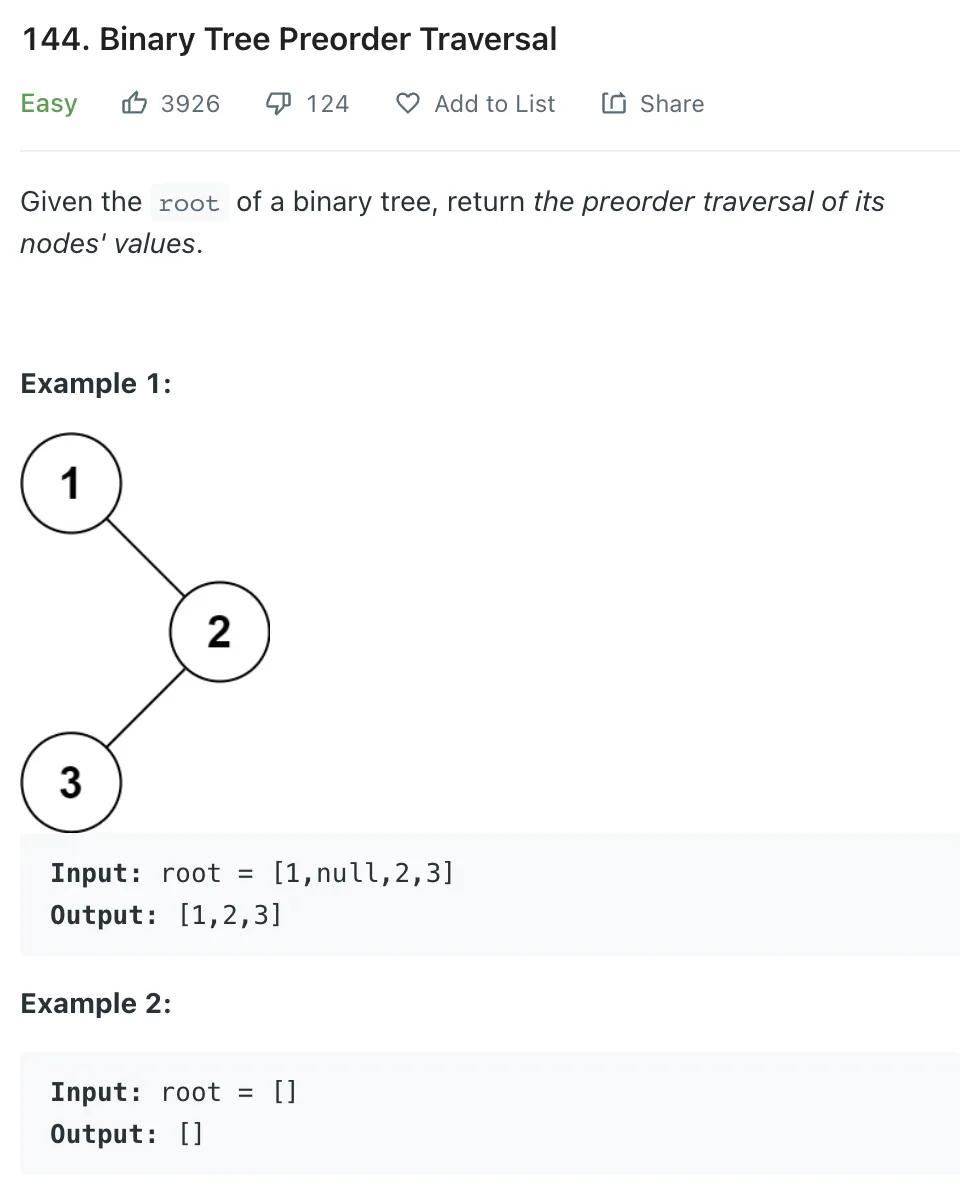 144. Binary Tree Preorder Traversal
Easy 3926 124 Add to List Share
Given the root of a binary tree, return the preorder traversal of its
nodes' values.
Example 1:
1
2
3
Input: root = [1,null,2,3]
Output: [1,2,3]
Example 2:
Input: root = []
Output: []